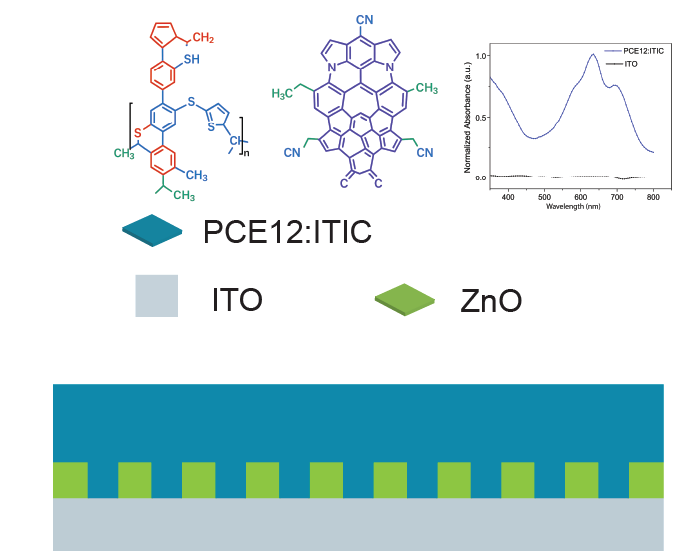 CH₂
SH
S
S
S
CH
n
CH₃
CH₃
CH₃
CN
N N
H₃C
CH₃
CN
CN
C C
PCE12:ITIC
ITO
Normalized Absorbance (a.u.)
1.0
0.5
0.0
400 500 600 700 800
Wavelength (nm)
PCE12:ITIC
ITO
ZnO